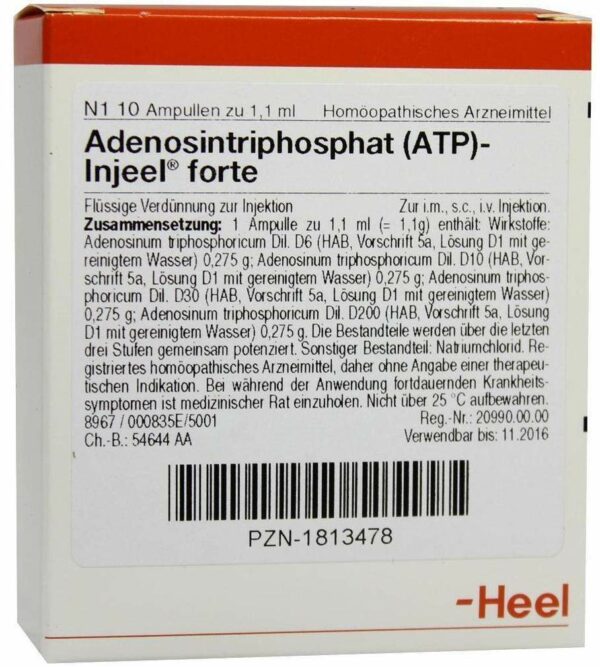 N1 10 Ampullen zu 1,1 ml Homöopathisches Arzneimittel
Adenosintriphosphat (ATP)-
Injeel® forte
Flüssige Verdünnung zur Injektion Zur i.m., s.c., i.v. Injektion.
Zusammensetzung: 1 Ampulle zu 1,1 ml (= 1,1g) enthält: Wirkstoffe:
Adenosinum triphosphoricum Dil. D6 (HAB, Vorschrift 5a, Lösung D1 mit ge-
reinigtem Wasser) 0,275 g; Adenosinum triphosphoricum Dil. D10 (HAB, Vor-
schrift 5a, Lösung D1 mit gereinigtem Wasser) 0,275 g; Adenosinum triphos-
phoricum Dil. D30 (HAB, Vorschrift 5a, Lösung D1 mit gereinigtem Wasser)
0,275 g; Adenosinum triphosphoricum Dil. D200 (HAB, Vorschrift 5a, Lösung
D1 mit gereinigtem Wasser) 0,275 g. Die Bestandteile werden über die letzten
drei Stufen gemeinsam potenziert. Sonstiger Bestandteil: Natriumchlorid. Re-
gistriertes homöopathisches Arzneimittel, daher ohne Angabe einer therapeu-
tischen Indikation. Bei während der Anwendung fortdauernden Krankheits-
symptomen ist medizinischer Rat einzuholen. Nicht über 25 °C aufbewahren.
8967 / 000835E/5001 Reg.-Nr.: 20990.00.00
Ch.-B.: 54644 AA Verwendbar bis: 11.2016
PZN-1813478
-Heel